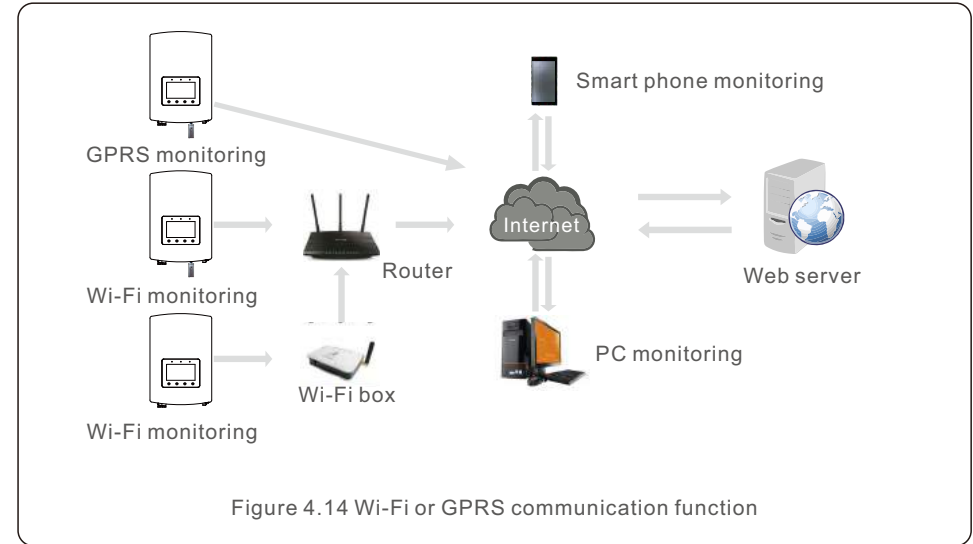 Smart phone monitoring
GPRS monitoring
Internet
Router
Web server
Wi-Fi monitoring
PC monitoring
Wi-Fi box
Wi-Fi monitoring
Figure 4.14 Wi-Fi or GPRS communication function